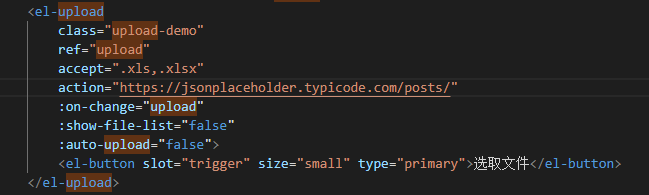 <el-upload
class="upload-demo"
ref="upload"
accept=".xls,.xlsx"
action="https://jsonplaceholder.typicode.com/posts/"
:on-change="upload"
:show-file-list="false"
:auto-upload="false">
<el-button slot="trigger" size="small" type="primary">选取文件</el-button>
</el-upload>